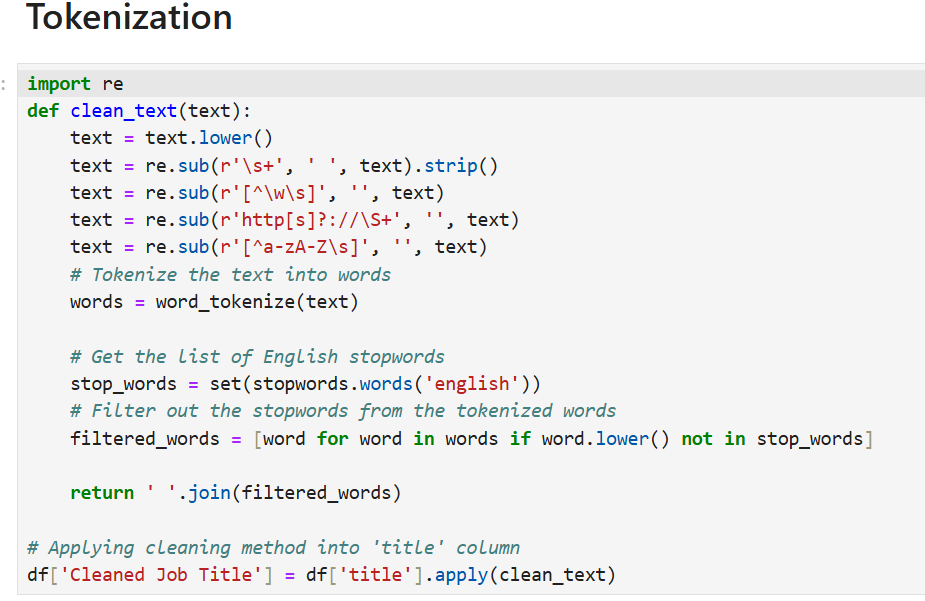 Tokenization
:
import re
def clean_text(text):
    text = text.lower()
    text = re.sub(r'\s+', ' ', text).strip()
    text = re.sub(r'[^\w\s]', '', text)
    text = re.sub(r'http[s]?://\S+', '', text)
    text = re.sub(r'[^a-zA-Z\s]', '', text)
    # Tokenize the text into words
    words = word_tokenize(text)

    # Get the list of English stopwords
    stop_words = set(stopwords.words('english'))
    # Filter out the stopwords from the tokenized words
    filtered_words = [word for word in words if word.lower() not in stop_words]

    return ' '.join(filtered_words)

# Applying cleaning method into 'title' column
df['Cleaned Job Title'] = df['title'].apply(clean_text)